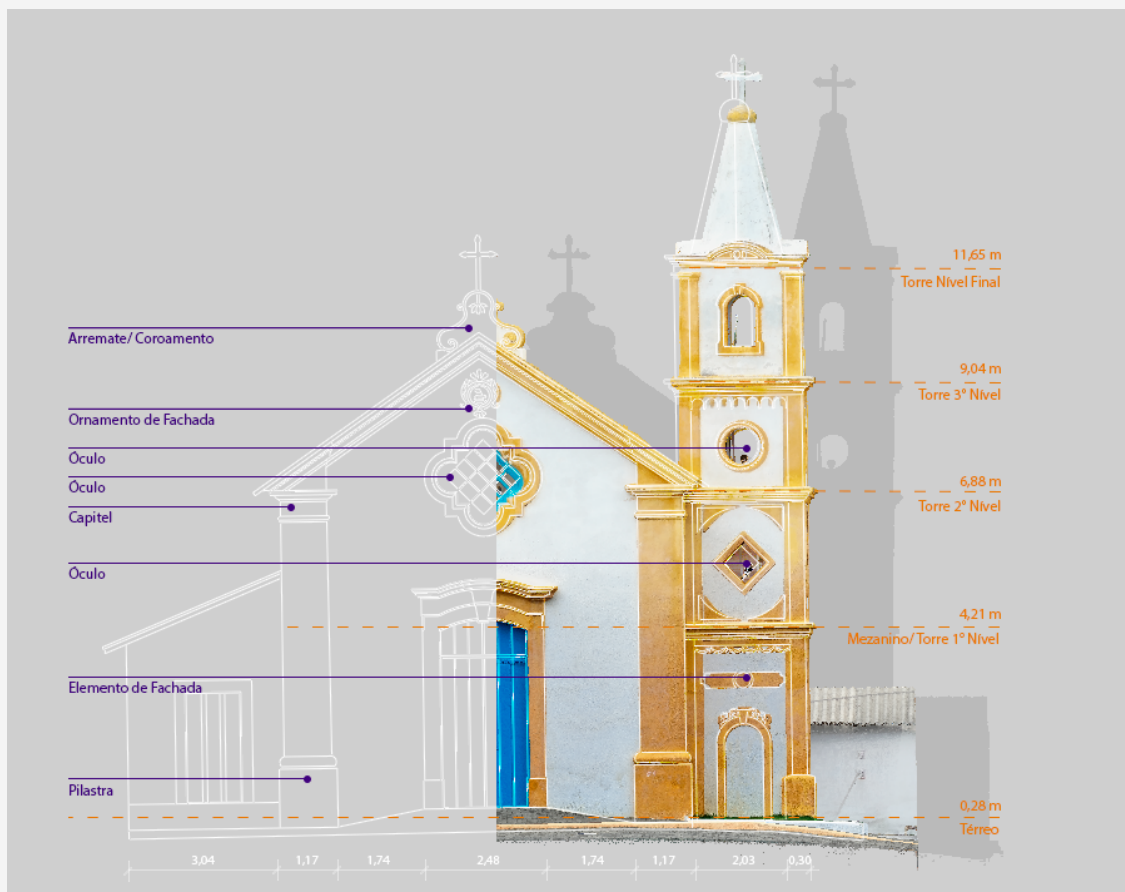 11,65 m
Torre Nível Final
Arremate/ Coroamento
9,04 m
Torre 3° Nível
Ornamento de Fachada
Óculo
Óculo
6,88 m
Torre 2° Nível
Capitel
Óculo
4,21 m
Mezanino/ Torre 1° Nível
Elemento de Fachada
Pilastra
0,28 m
Térreo
3,04 1,17 1,74 2,48 1,74 1,17 2,03 0,30